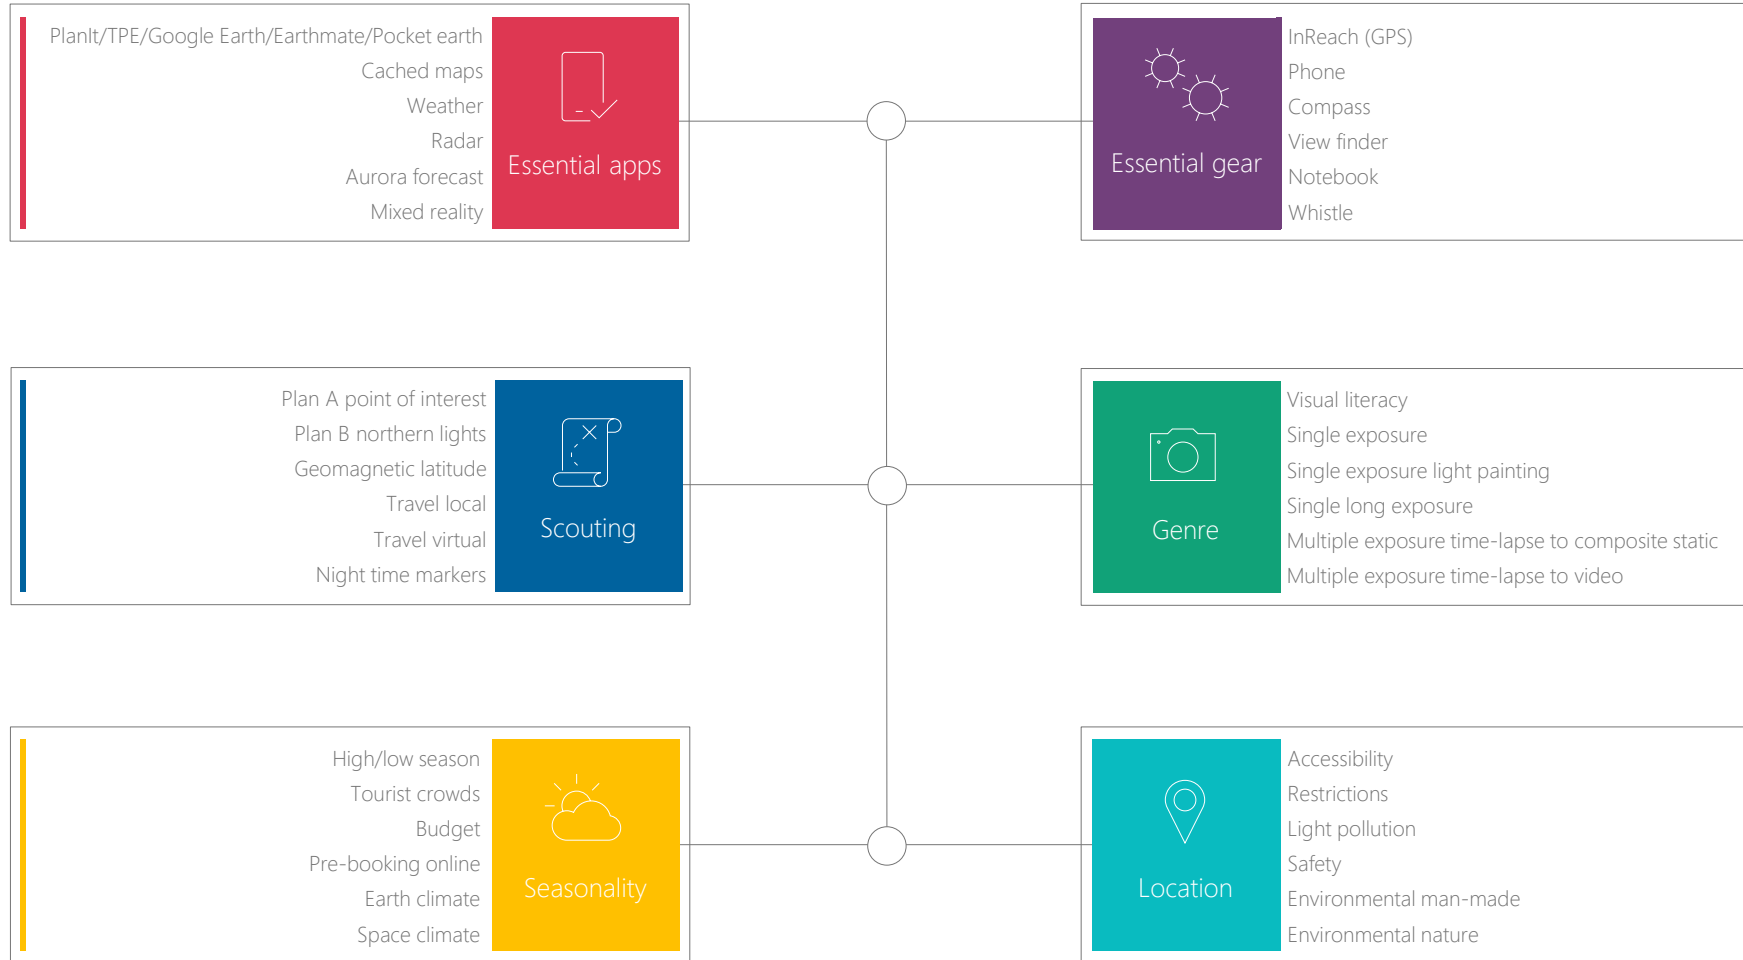 PlanIt/TPE/Google Earth/Earthmate/Pocket earth
Cached maps
Weather
Radar
Aurora forecast
Mixed reality
Essential apps
Essential gear
InReach (GPS)
Phone
Compass
View finder
Notebook
Whistle
Plan A point of interest
Plan B northern lights
Geomagnetic latitude
Travel local
Travel virtual
Night time markers
Scouting
Genre
Visual literacy
Single exposure
Single exposure light painting
Single long exposure
Multiple exposure time-lapse to composite static
Multiple exposure time-lapse to video
High/low season
Tourist crowds
Budget
Pre-booking online
Earth climate
Space climate
Seasonality
Location
Accessibility
Restrictions
Light pollution
Safety
Environmental man-made
Environmental nature